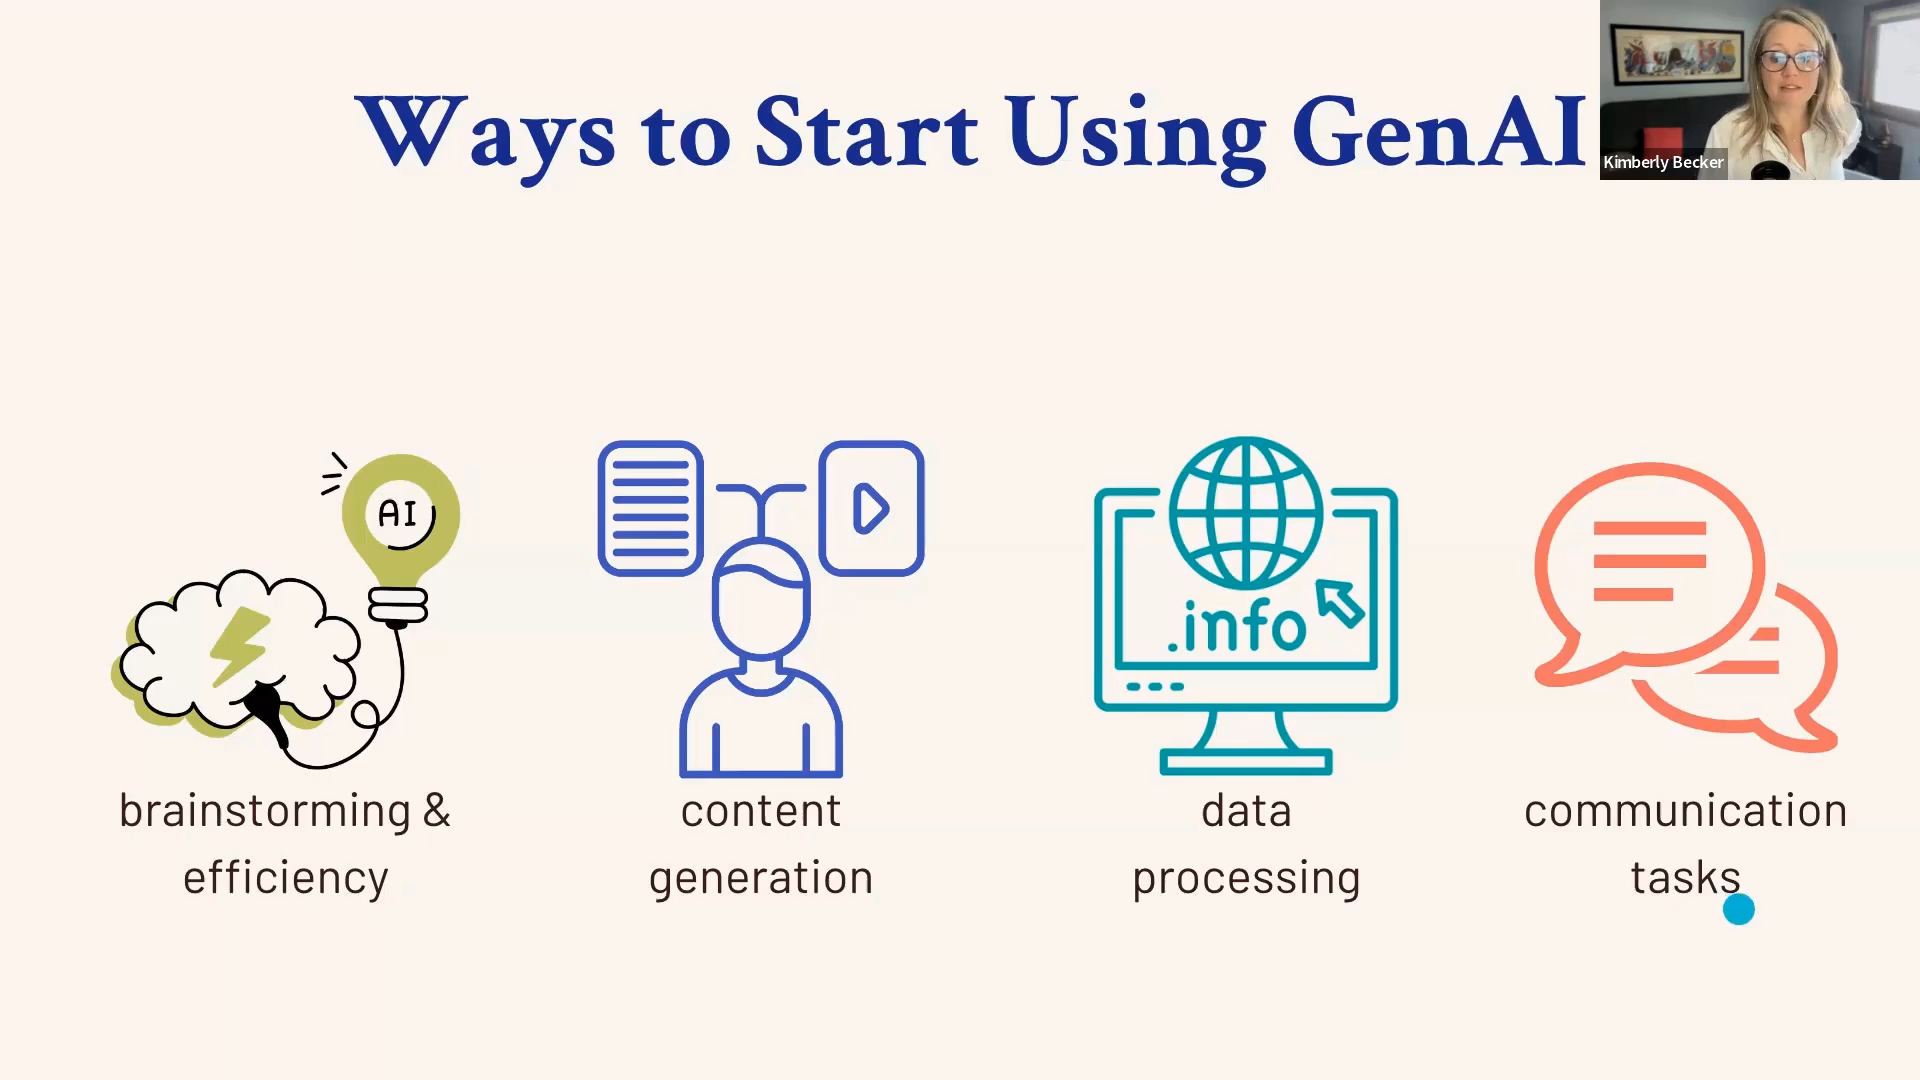 Ways to Start Using GenAI
Kimberly Becker
AI
.info
brainstorming &
efficiency
content
generation
data
processing
communication
tasks